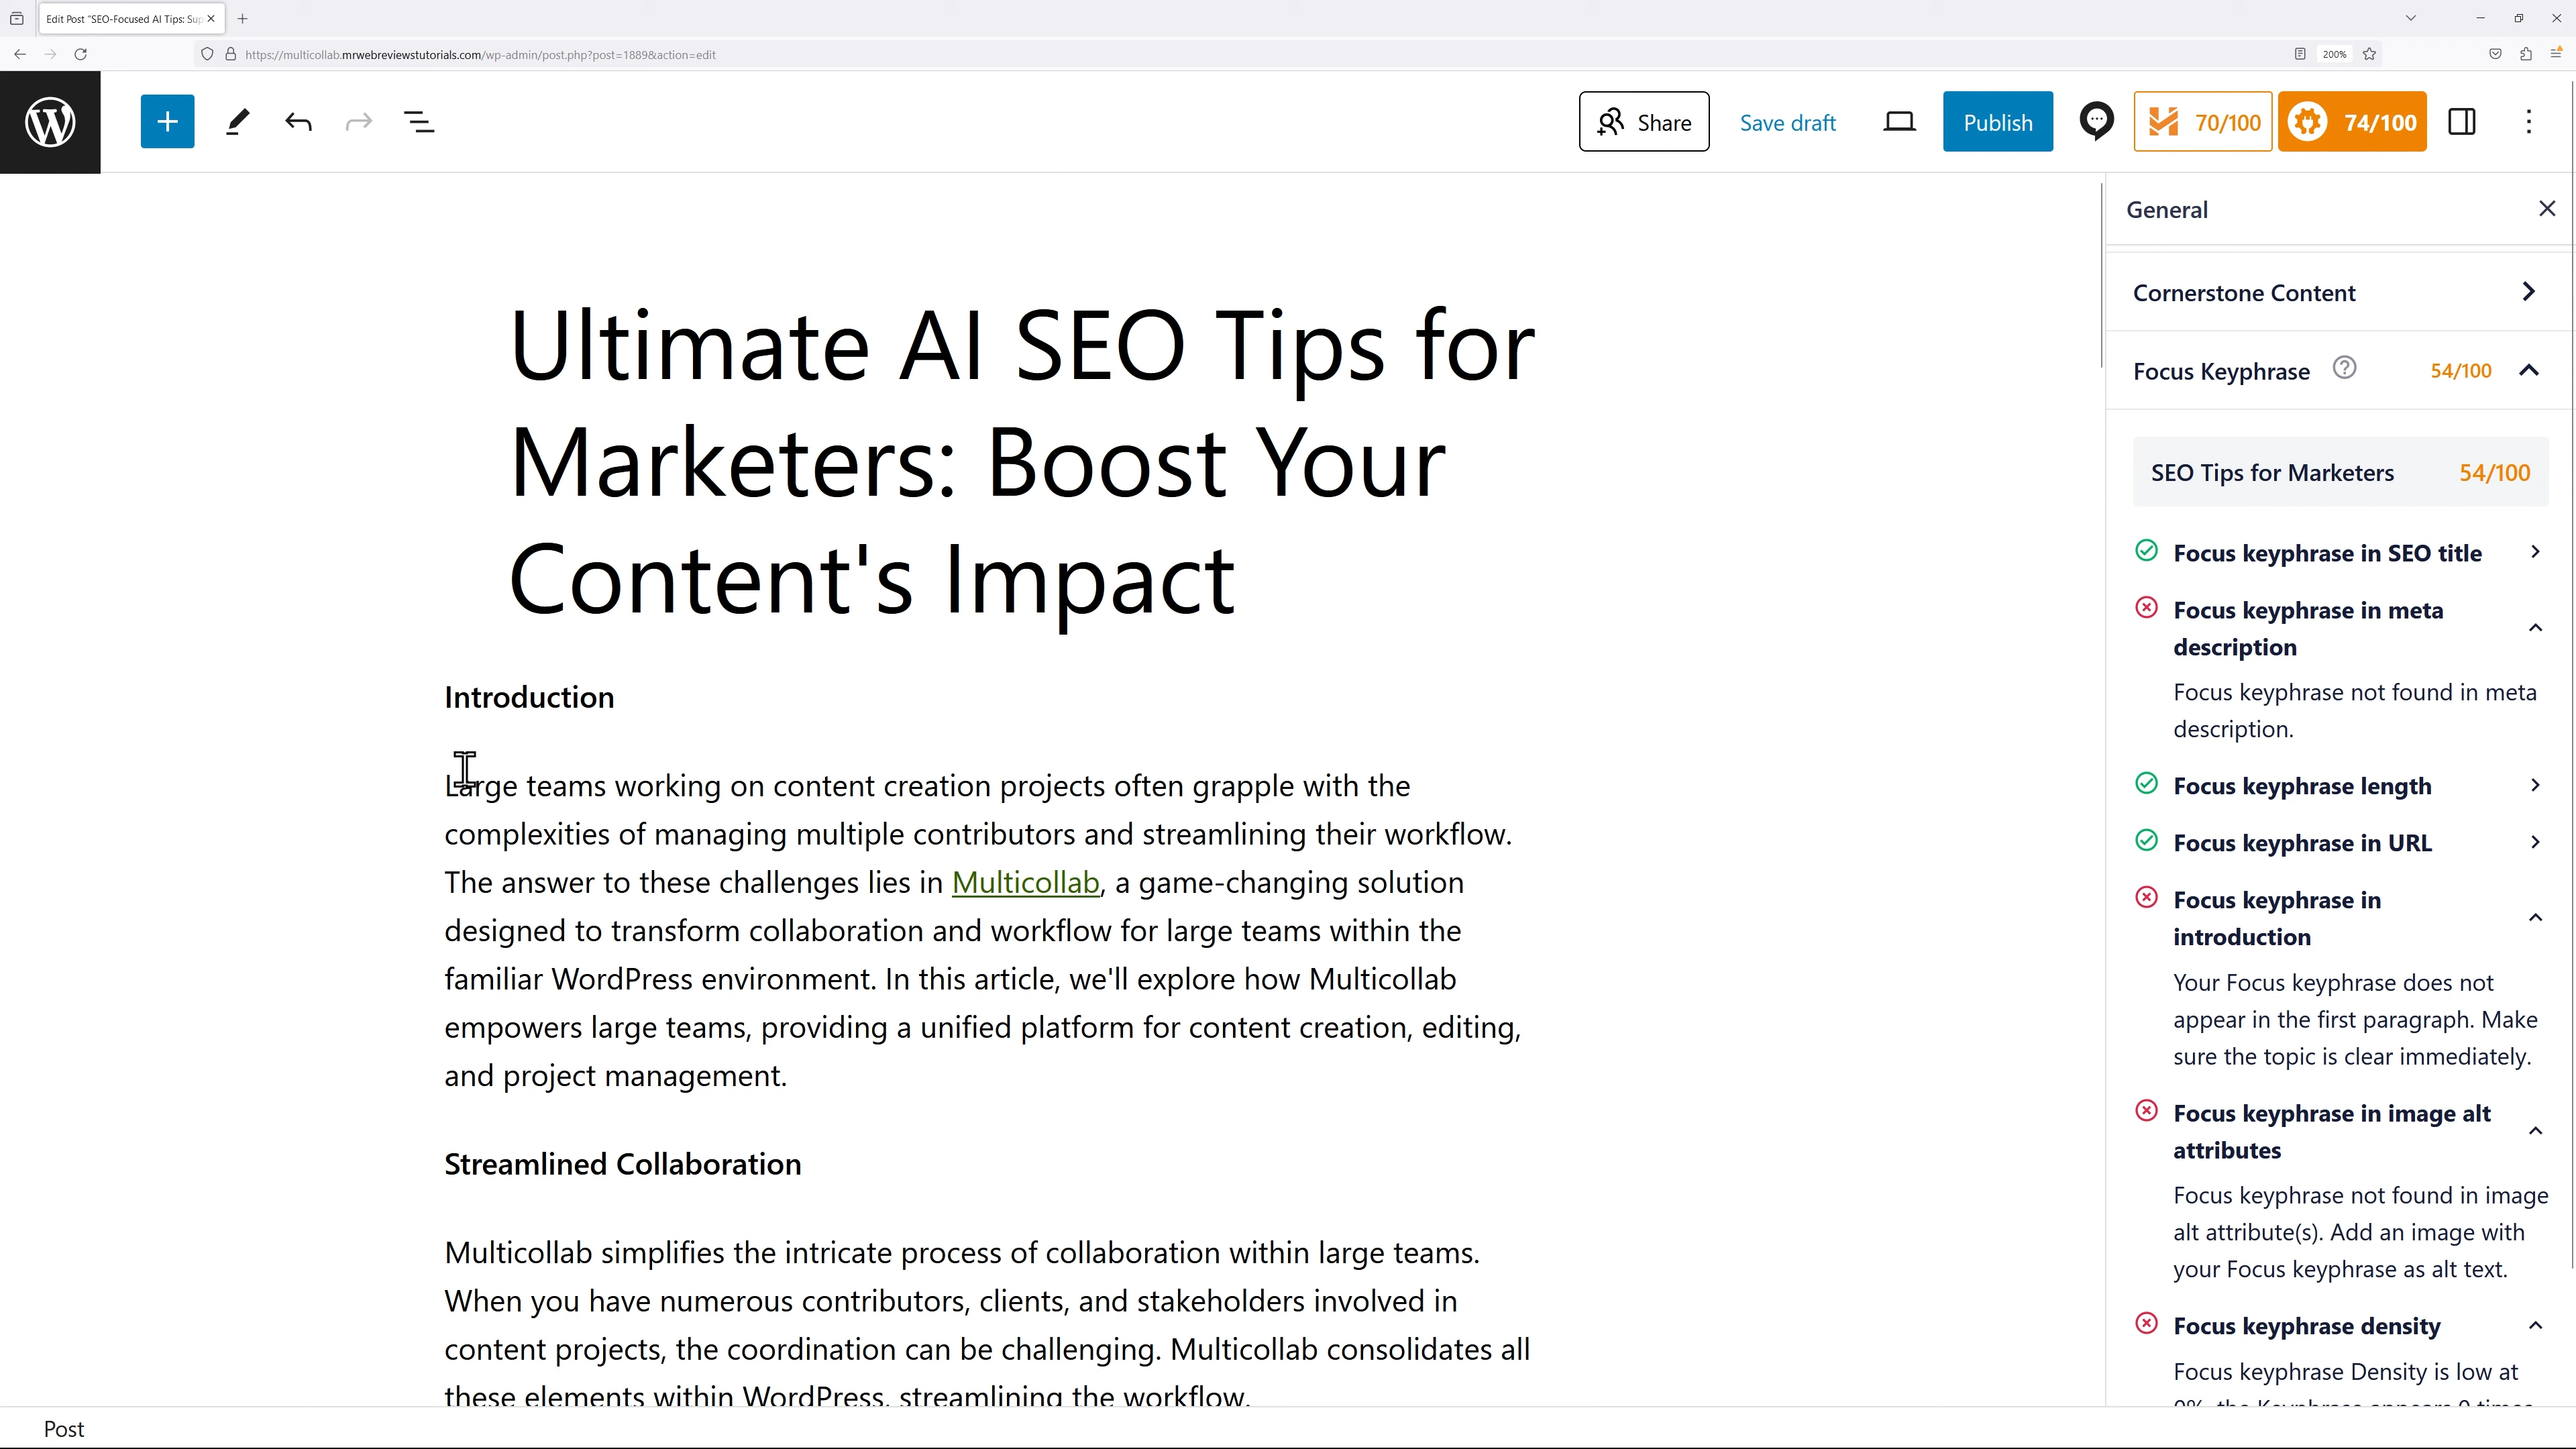 Edit Post "SEO-Focused AI Tips: Sup
https://multicollab.mrwebreviewstutorials.com/wp-admin/post.php?post=1889&action=edit
200%
Share
Save draft
Publish
70/100
74/100
General
Cornerstone Content
Focus Keyphrase
54/100
SEO Tips for Marketers
54/100
Focus keyphrase in SEO title
Focus keyphrase in meta
description
Focus keyphrase not found in meta
description.
Focus keyphrase length
Focus keyphrase in URL
Focus keyphrase in
introduction
Your Focus keyphrase does not
appear in the first paragraph. Make
sure the topic is clear immediately.
Focus keyphrase in image alt
attributes
Focus keyphrase not found in image
alt attribute(s). Add an image with
your Focus keyphrase as alt text.
Focus keyphrase density
Focus keyphrase Density is low at
0%, the Keyphrase appears 0 times.
Ultimate AI SEO Tips for
Marketers: Boost Your
Content's Impact
Introduction
Large teams working on content creation projects often grapple with the
complexities of managing multiple contributors and streamlining their workflow.
The answer to these challenges lies in Multicollab, a game-changing solution
designed to transform collaboration and workflow for large teams within the
familiar WordPress environment. In this article, we'll explore how Multicollab
empowers large teams, providing a unified platform for content creation, editing,
and project management.
Streamlined Collaboration
Multicollab simplifies the intricate process of collaboration within large teams.
When you have numerous contributors, clients, and stakeholders involved in
content projects, the coordination can be challenging. Multicollab consolidates all
these elements within WordPress, streamlining the workflow.
Post